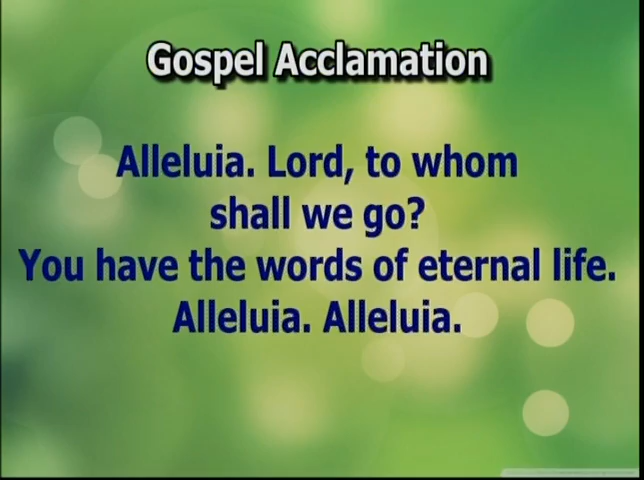 Gospel Acclamation
Alleluia. Lord, to whom
shall we go?
You have the words of eternal life.
Alleluia. Alleluia.